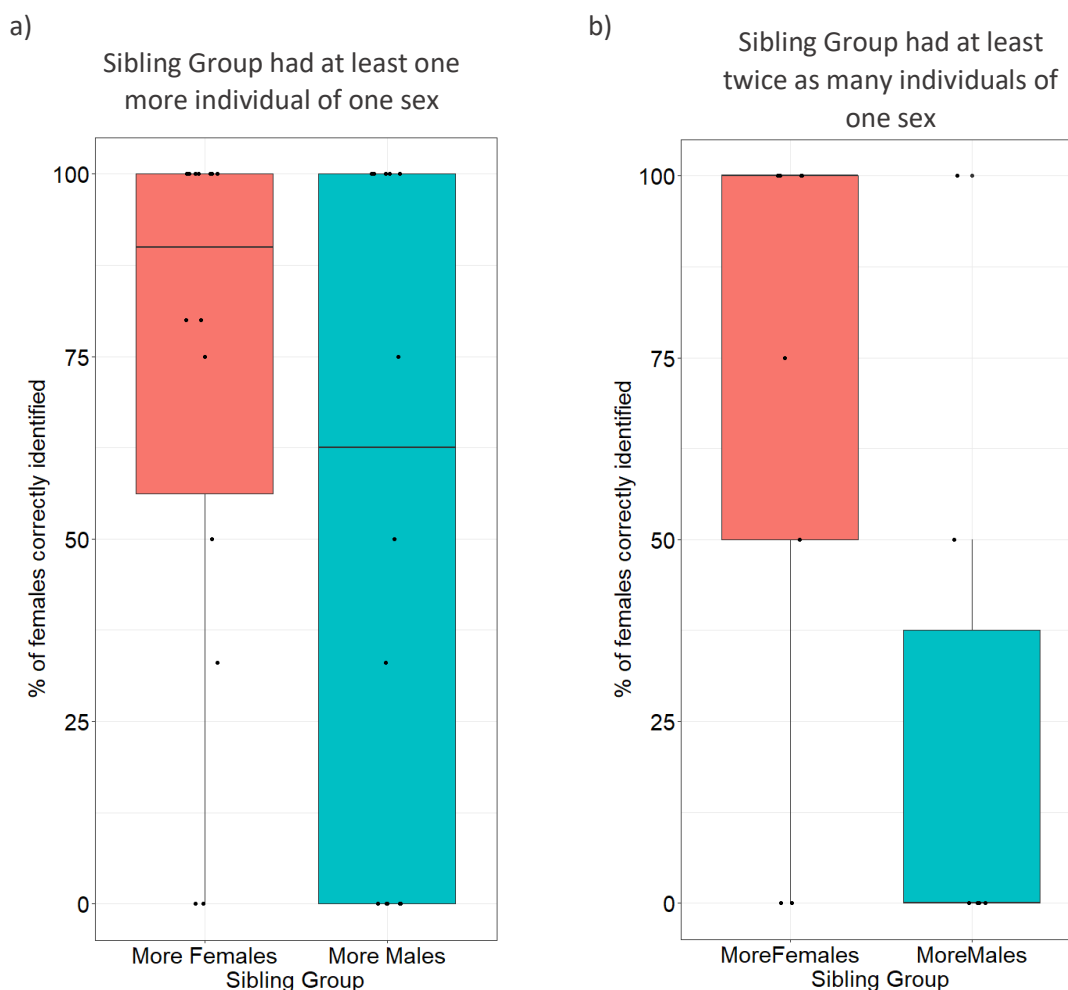 a)
Sibling Group had at least one
more individual of one sex
% of females correctly identified
100
75
50
25
0
More Females
More Males
Sibling Group
b)
Sibling Group had at least
twice as many individuals of
one sex
% of females correctly identified
100
75
50
25
0
MoreFemales
MoreMales
Sibling Group